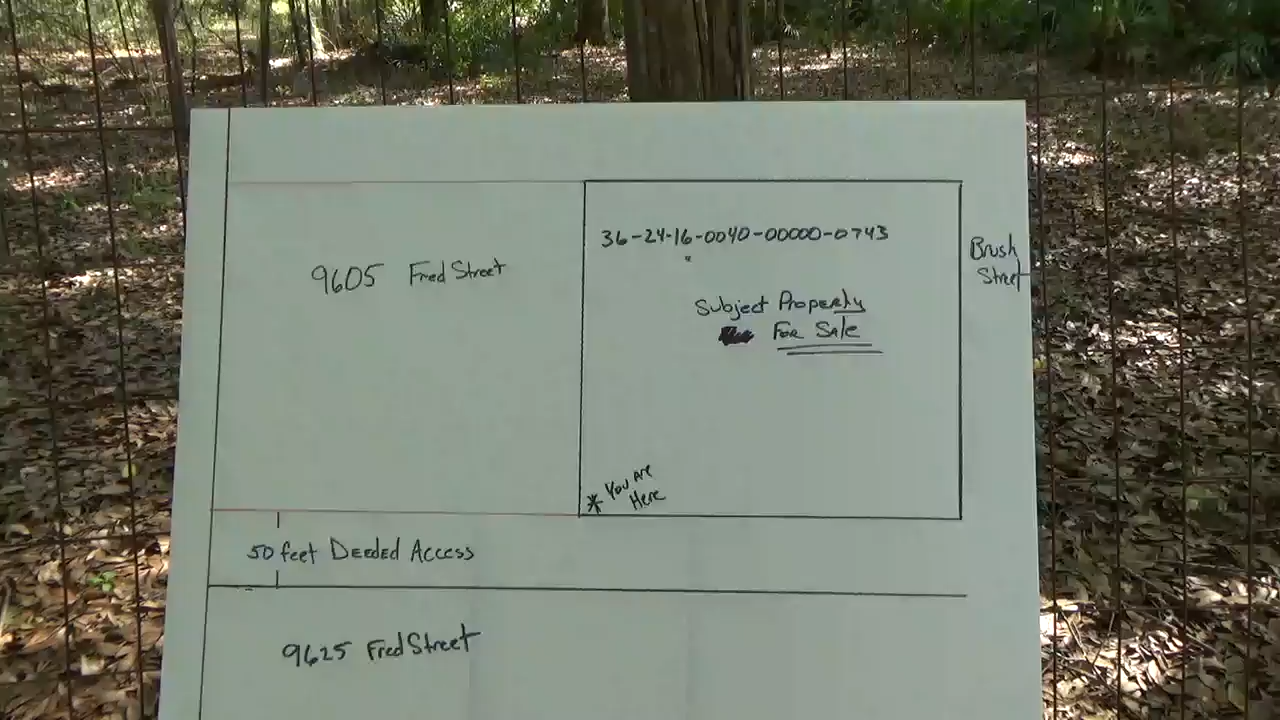 36-24-16-0040-00000-0743
9605 Fred Street
Brush
Street
Subject Property
For Sale
* You Are
Here
50 feet Deeded Access
9625 Fred Street